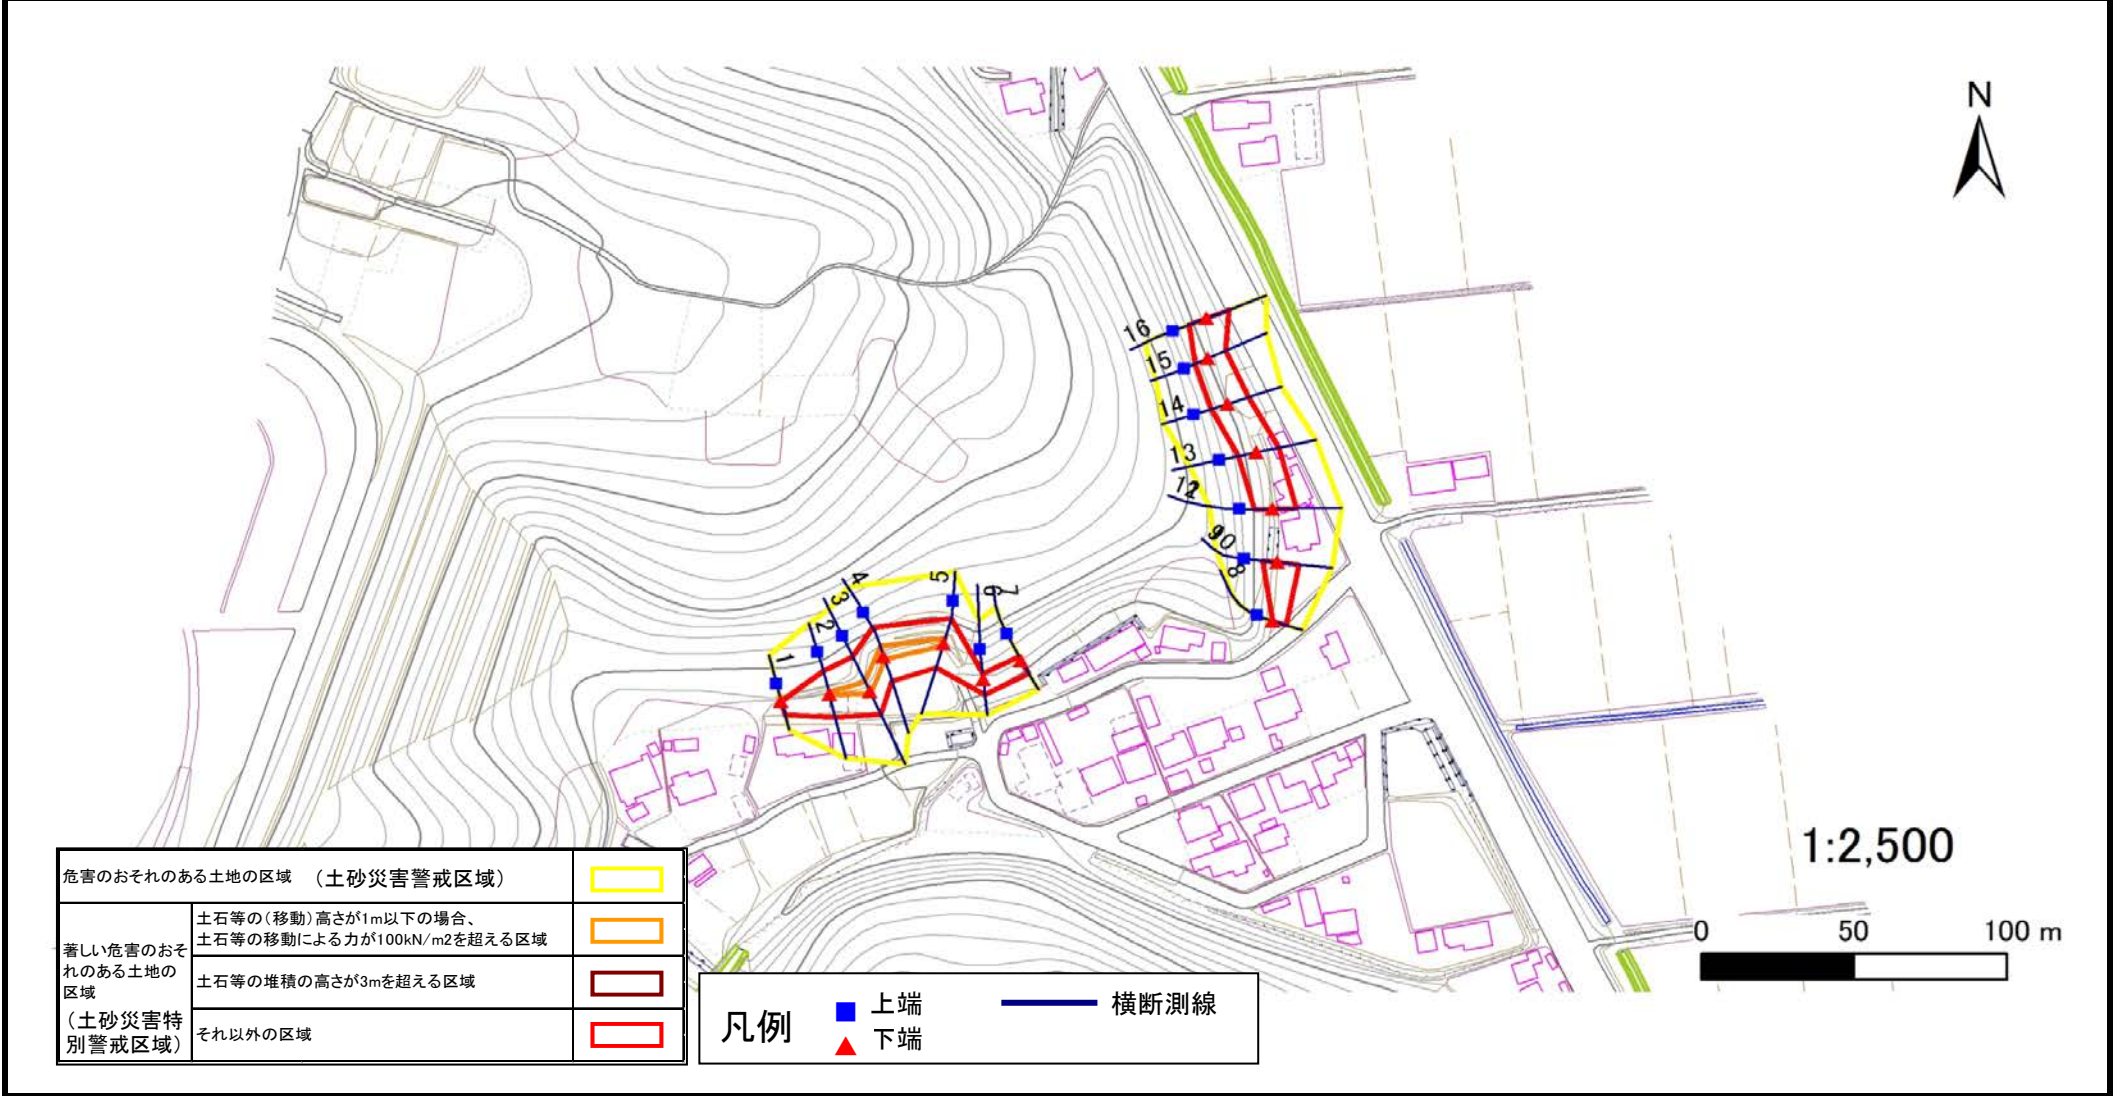 N
16
15
14
13
12
8
7
6
5
4
3
2
1
1:2,500
0 50 100 m
危害のおそれのある土地の区域 （土砂災害警戒区域）
著しい危害のおそ
れのある土地の
区域
（土砂災害特
別警戒区域）
土石等の（移動）高さが1m以下の場合、
土石等の移動による力が100kN/m2を超える区域
土石等の堆積の高さが3mを超える区域
それ以外の区域
凡例
上端
下端
横断測線